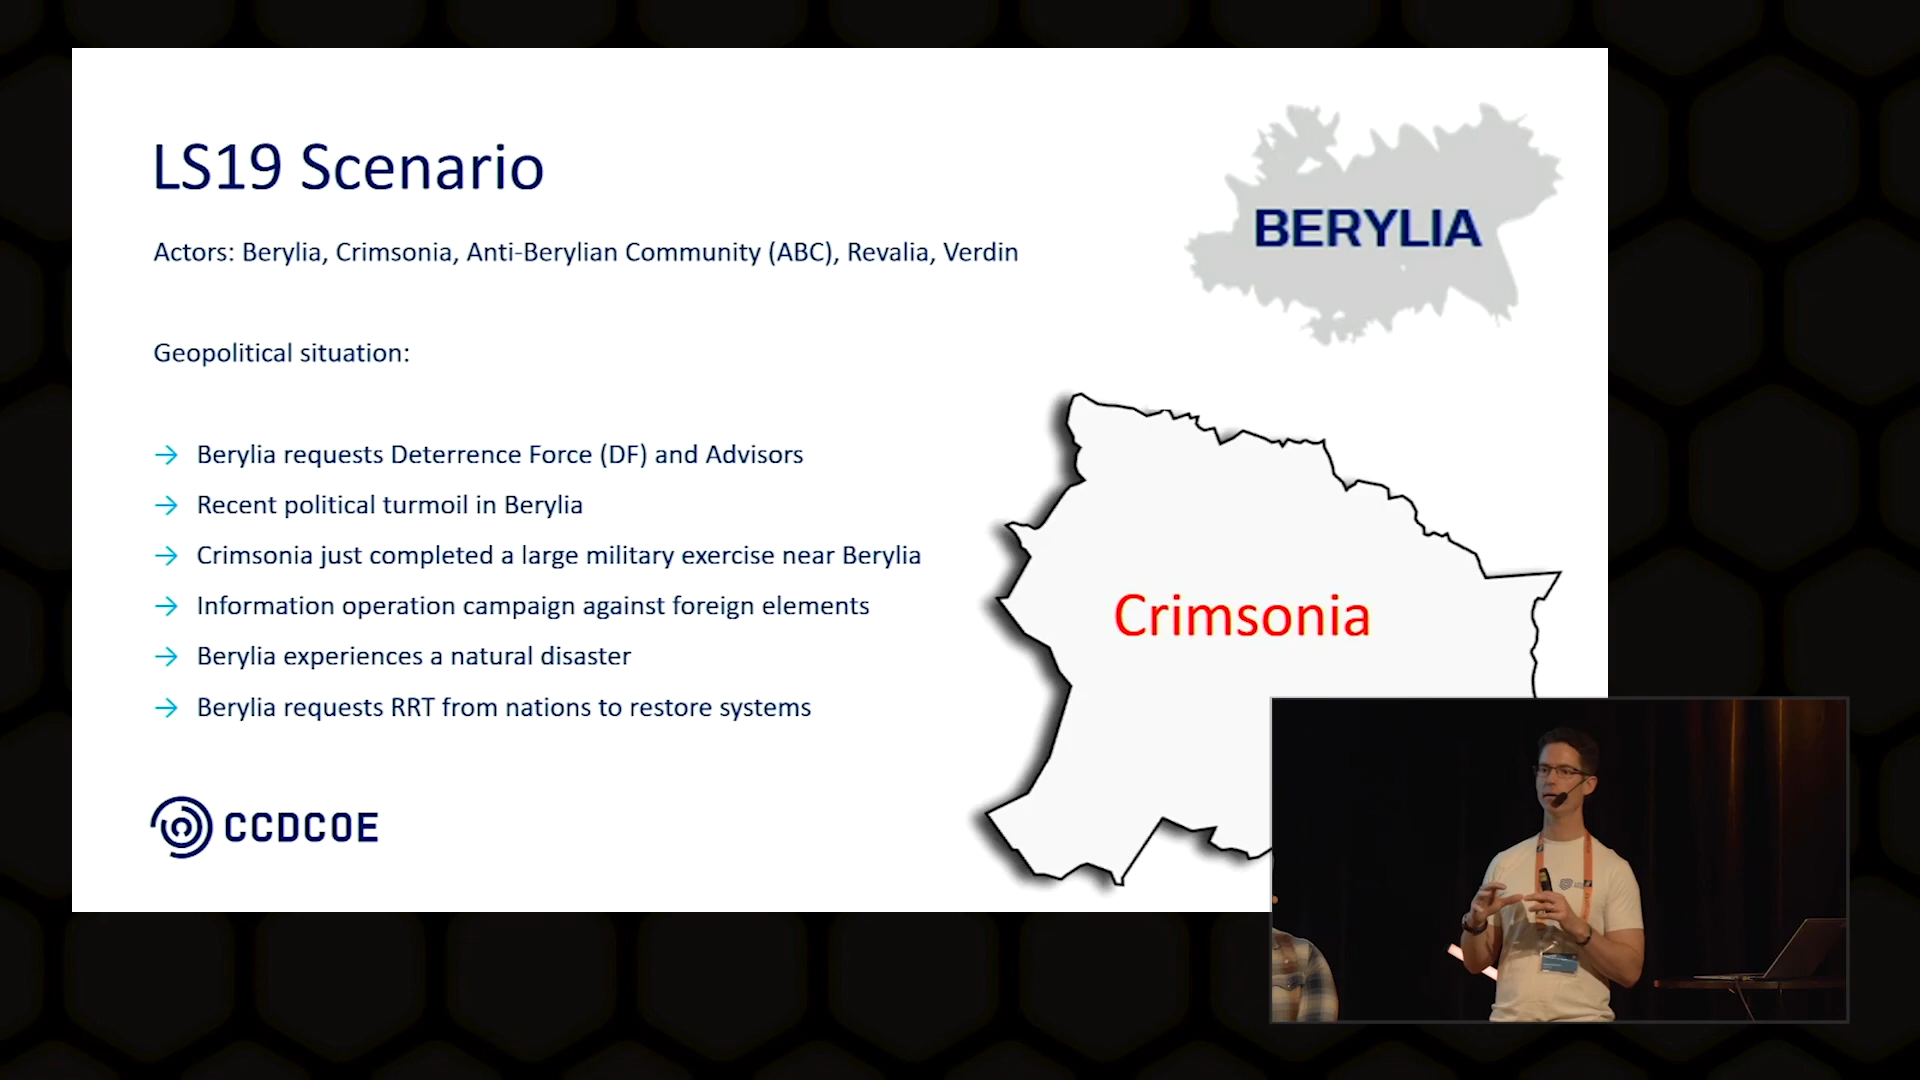 LS19 Scenario
Actors: Berylia, Crimsonia, Anti-Berylian Community (ABC), Revalia, Verdin
Geopolitical situation:
→ Berylia requests Deterrence Force (DF) and Advisors
→ Recent political turmoil in Berylia
→ Crimsonia just completed a large military exercise near Berylia
→ Information operation campaign against foreign elements
→ Berylia experiences a natural disaster
→ Berylia requests RRT from nations to restore systems
CCDCOE
BERYLIA
Crimsonia